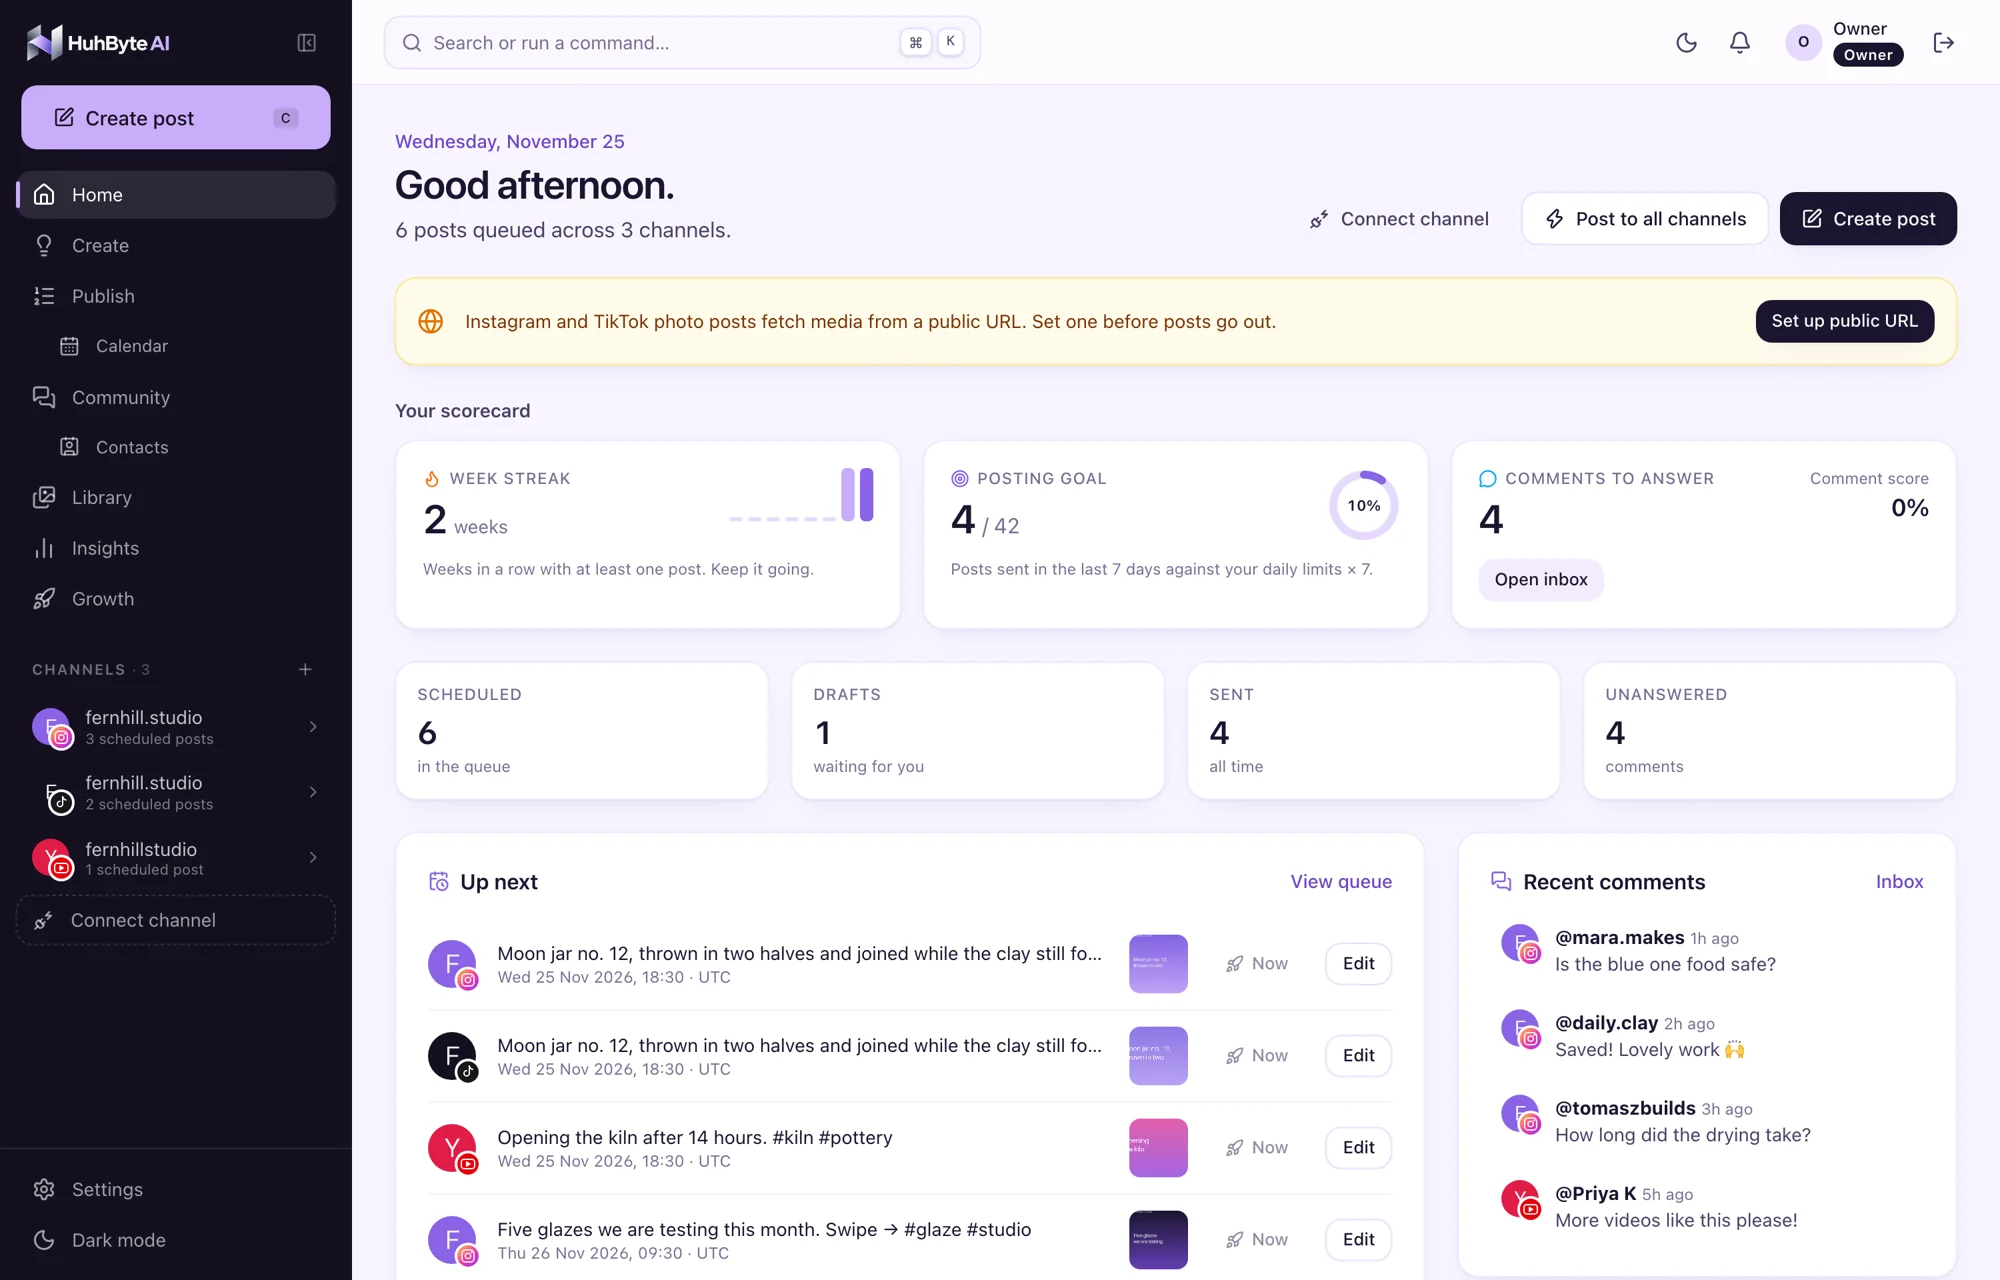 HuhByte AI
Create post
C
Home
Create
Publish
Calendar
Community
Contacts
Library
Insights
Growth
CHANNELS · 3
fernhill.studio
3 scheduled posts
fernhill.studio
2 scheduled posts
fernhillstudio
1 scheduled post
Connect channel
Settings
Dark mode
Search or run a command...
⌘ K
O
Owner
Owner
Wednesday, November 25
Good afternoon.
6 posts queued across 3 channels.
Connect channel
Post to all channels
Create post
Instagram and TikTok photo posts fetch media from a public URL. Set one before posts go out.
Set up public URL
Your scorecard
WEEK STREAK
2 weeks
Weeks in a row with at least one post. Keep it going.
POSTING GOAL
4 / 42
10%
Posts sent in the last 7 days against your daily limits × 7.
COMMENTS TO ANSWER
4
Comment score
0%
Open inbox
SCHEDULED
6
in the queue
DRAFTS
1
waiting for you
SENT
4
all time
UNANSWERED
4
comments
Up next
View queue
F
Moon jar no. 12, thrown in two halves and joined while the clay still fo...
Wed 25 Nov 2026, 18:30 · UTC
Now
Edit
F
Moon jar no. 12, thrown in two halves and joined while the clay still fo...
Wed 25 Nov 2026, 18:30 · UTC
Now
Edit
Y
Opening the kiln after 14 hours. #kiln #pottery
Wed 25 Nov 2026, 18:30 · UTC
Now
Edit
F
Five glazes we are testing this month. Swipe → #glaze #studio
Thu 26 Nov 2026, 09:30 · UTC
Five glazes
we are testing
Now
Edit
Recent comments
Inbox
@mara.makes 1h ago
Is the blue one food safe?
@daily.clay 2h ago
Saved! Lovely work 🙌
@tomaszbuilds 3h ago
How long did the drying take?
@Priya K 5h ago
More videos like this please!